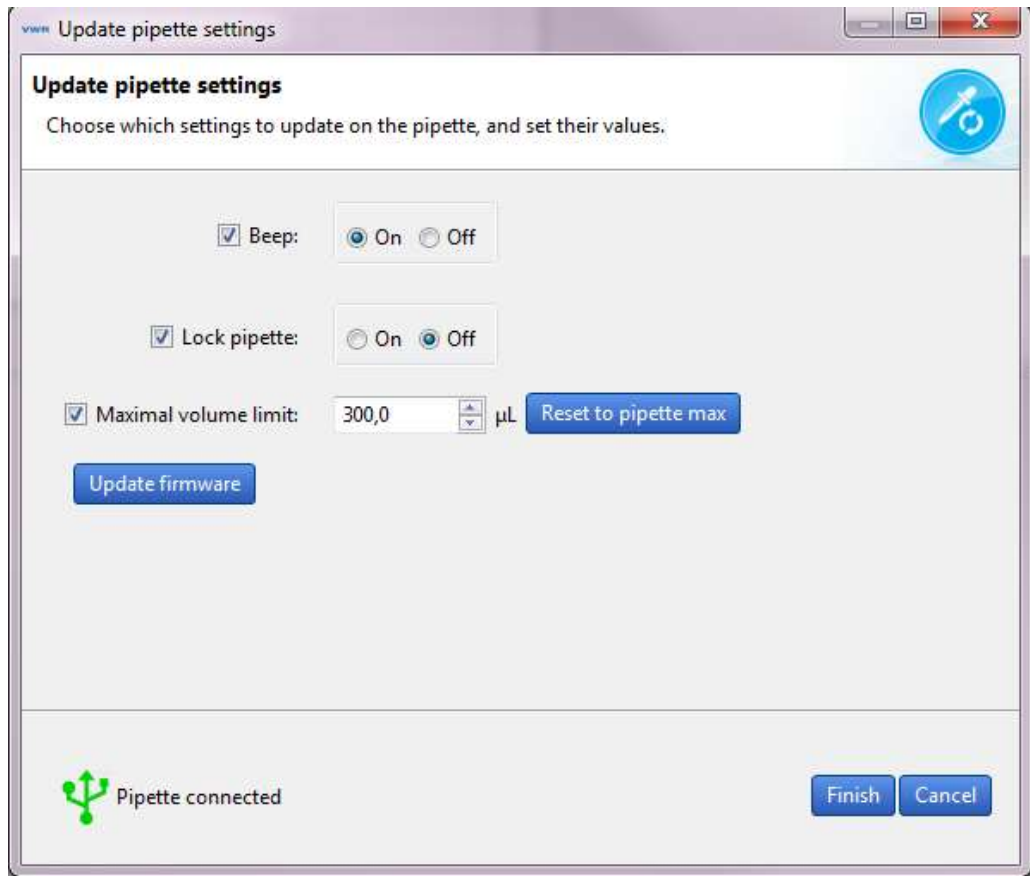 vwr Update pipette settings
Update pipette settings
Choose which settings to update on the pipette, and set their values.
Beep: On Off
Lock pipette: On Off
Maximal volume limit: 300,0 µL Reset to pipette max
Update firmware
Pipette connected Finish Cancel